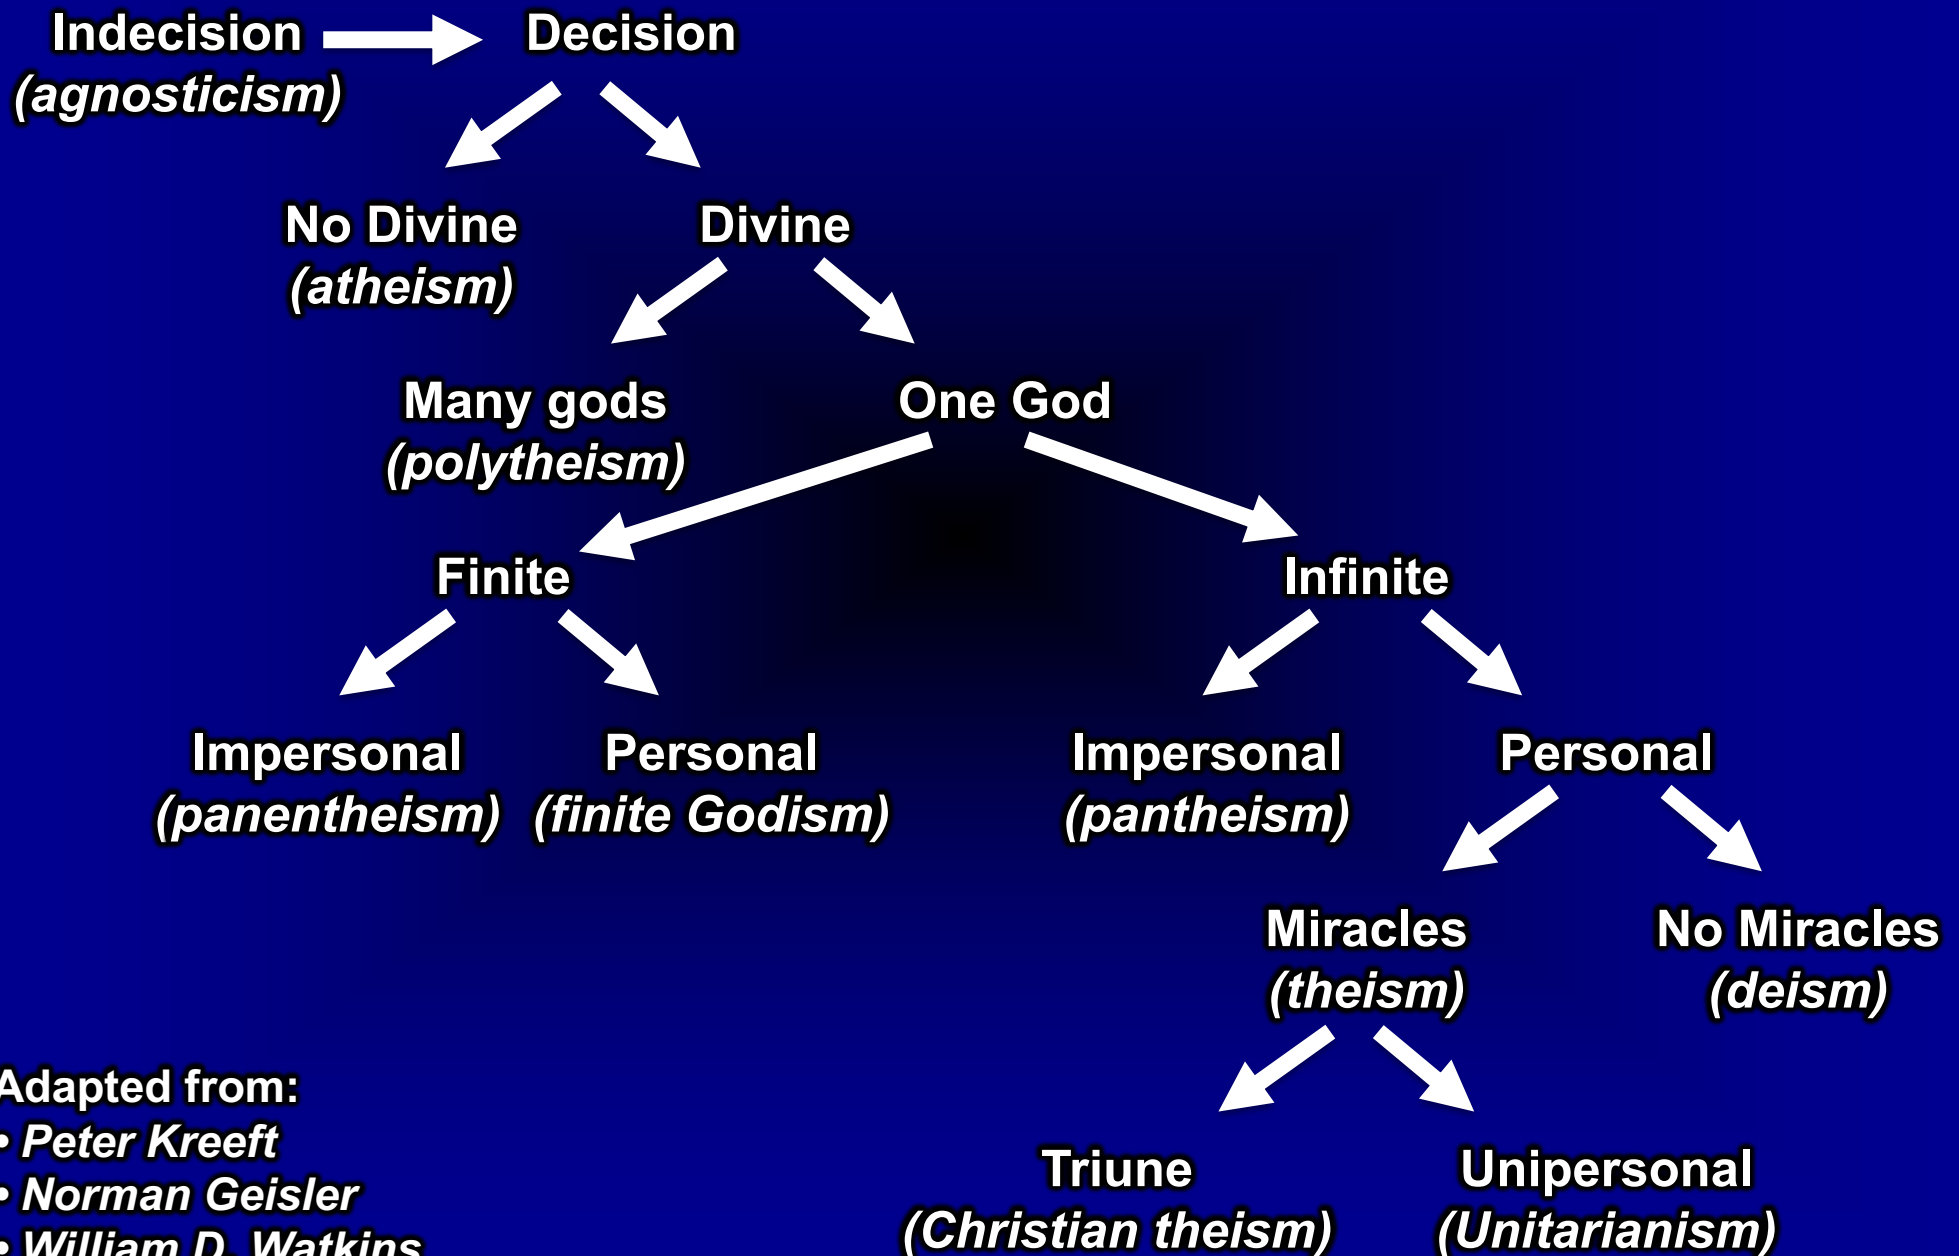 Indecision
(agnosticism)
Decision
No Divine
(atheism)
Divine
Many gods
(polytheism)
One God
Finite
Infinite
Impersonal
(panentheism)
Personal
(finite Godism)
Impersonal
(pantheism)
Personal
Miracles
(theism)
No Miracles
(deism)
Triune
(Christian theism)
Unipersonal
(Unitarianism)
Adapted from:
• Peter Kreeft
• Norman Geisler
• William D. Watkins